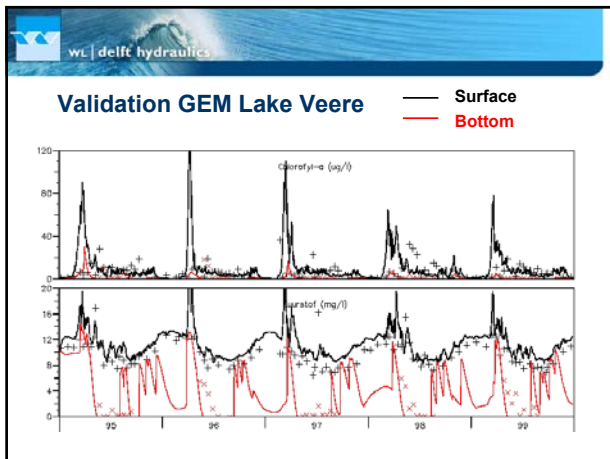 WL | delft hydraulics
Validation GEM Lake Veere
Surface
Bottom
Chlorofyl-a (ug/l)
120
80
40
0
(mg/l)
20
16
12
8
4
0
95 96 97 98 99